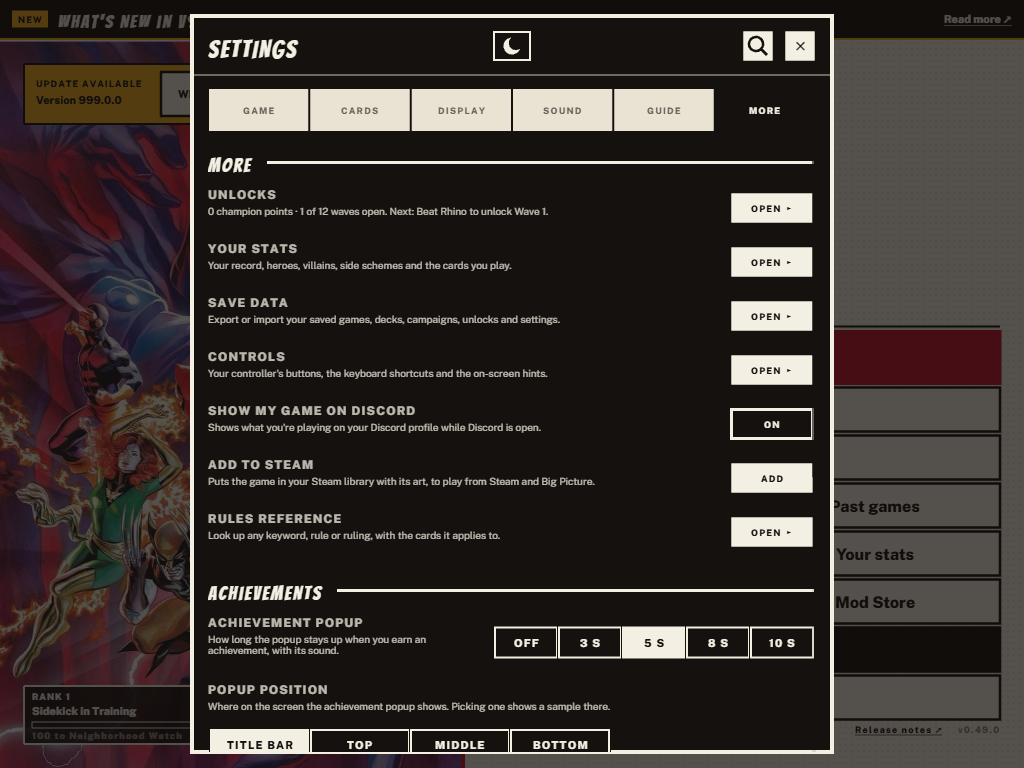 NEW WHAT'S NEW IN V
Read more ↗
UPDATE AVAILABLE
Version 999.0.0
W
SETTINGS
×
GAME CARDS DISPLAY SOUND GUIDE MORE
MORE
UNLOCKS
0 champion points · 1 of 12 waves open. Next: Beat Rhino to unlock Wave 1.
OPEN ►
YOUR STATS
Your record, heroes, villains, side schemes and the cards you play.
OPEN ►
SAVE DATA
Export or import your saved games, decks, campaigns, unlocks and settings.
OPEN ►
CONTROLS
Your controller's buttons, the keyboard shortcuts and the on-screen hints.
OPEN ►
SHOW MY GAME ON DISCORD
Shows what you're playing on your Discord profile while Discord is open.
ON
ADD TO STEAM
Puts the game in your Steam library with its art, to play from Steam and Big Picture.
ADD
RULES REFERENCE
Look up any keyword, rule or ruling, with the cards it applies to.
OPEN ►
ACHIEVEMENTS
ACHIEVEMENT POPUP
How long the popup stays up when you earn an
achievement, with its sound.
OFF 3 S 5 S 8 S 10 S
POPUP POSITION
Where on the screen the achievement popup shows. Picking one shows a sample there.
TITLE BAR TOP MIDDLE BOTTOM
Past games
Your stats
Mod Store
RANK 1
Sidekick in Training
100 to Neighborhood Watch
Release notes ↗ v0.49.0